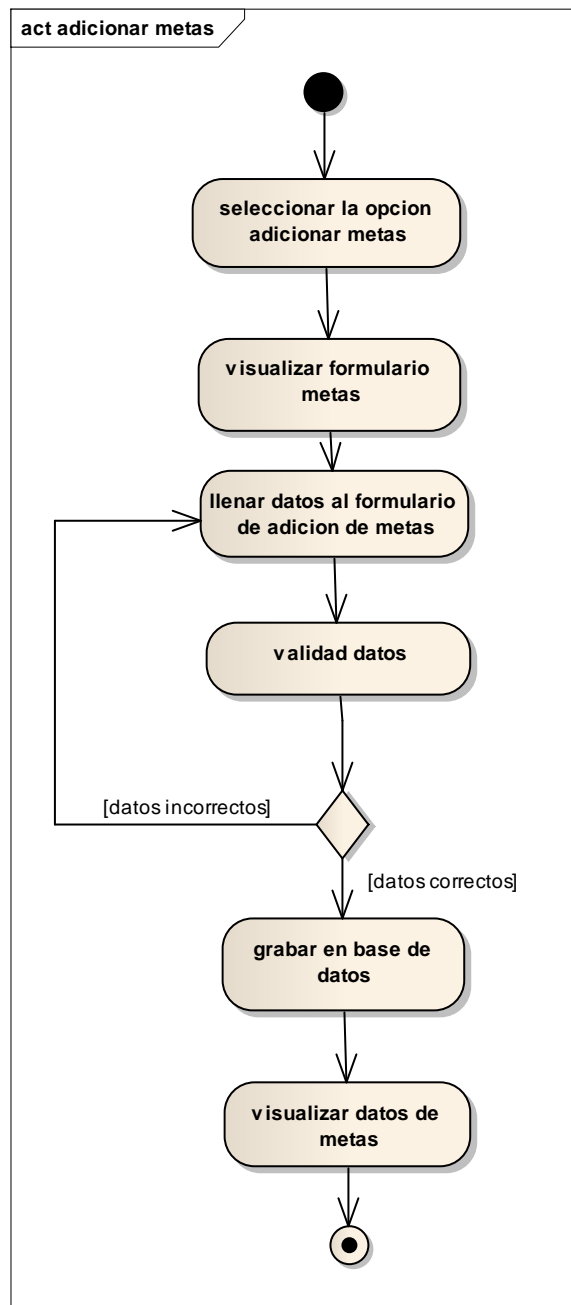 act adicionar metas
seleccionar la opcion
adicionar metas
visualizar formulario
metas
llenar datos al formulario
de adicion de metas
validad datos
[datos incorrectos]
[datos correctos]
grabar en base de
datos
visualizar datos de
metas